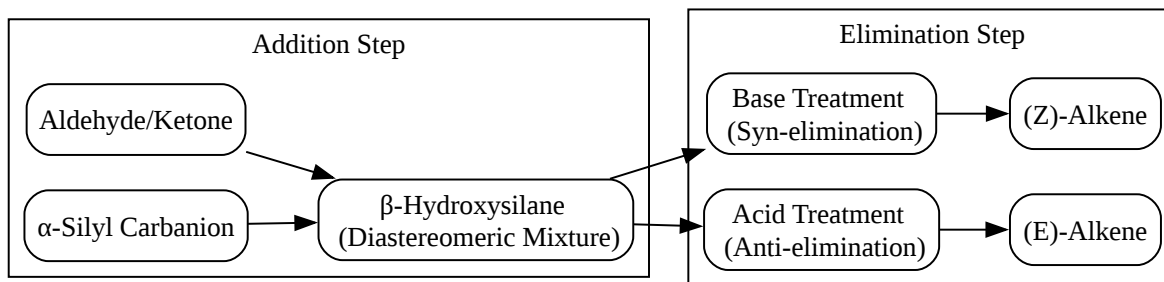 Addition Step
Aldehyde/Ketone
α-Silyl Carbanion
β-Hydroxysilane
(Diastereomeric Mixture)
Elimination Step
Base Treatment
(Syn-elimination)
(Z)-Alkene
Acid Treatment
(Anti-elimination)
(E)-Alkene